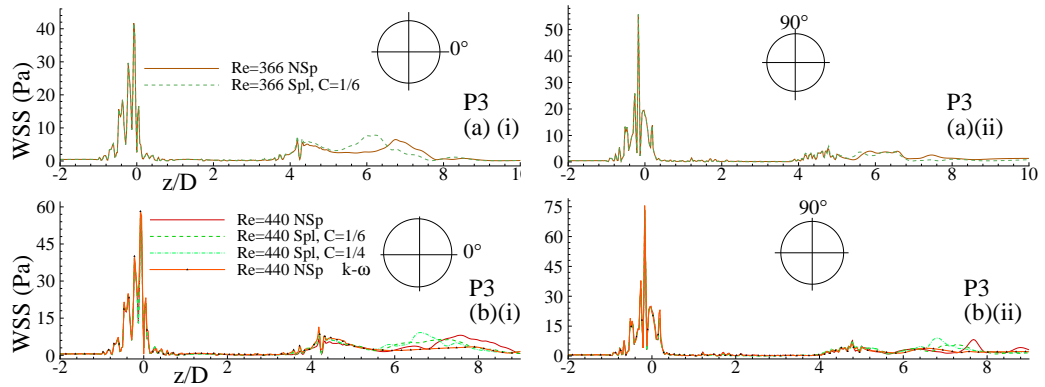 WSS (Pa)
40
30
20
10
0
Re=366 NSp
Re=366 Spl, C=1/6
0°
P3
(a) (i)
-2 0 2 4 6 8 10
z/D
50
40
30
20
10
0
90°
P3
(a)(ii)
-2 0 2 4 6 8 10
WSS (Pa)
60
45
30
15
0
Re=440 NSp
Re=440 Spl, C=1/6
Re=440 Spl, C=1/4
Re=440 NSp k-ω
0°
P3
(b)(i)
-2 0 2 4 6 8
z/D
75
60
45
30
15
0
90°
P3
(b)(ii)
-2 0 2 4 6 8